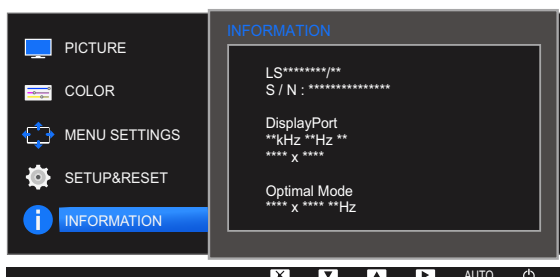 PICTURE
COLOR
MENU SETTINGS
SETUP&RESET
INFORMATION
INFORMATION
LS********/**
S / N : ***************
DisplayPort
**kHz **Hz **
**** x ****
Optimal Mode
**** x **** **Hz
AUTO